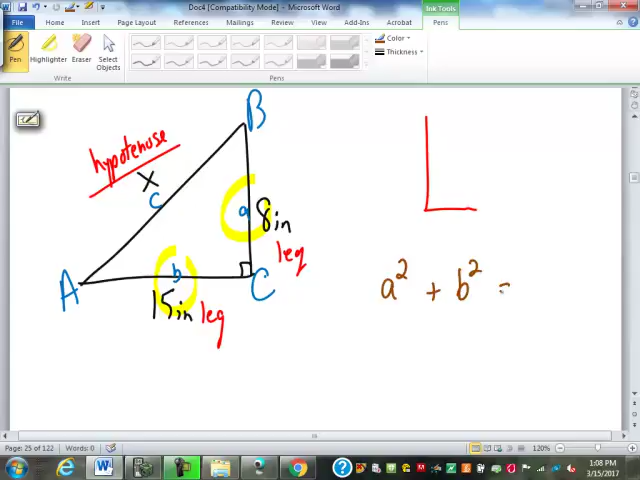 Doc4 [Compatibility Mode] - Microsoft Word
Ink Tools
File Home Insert Page Layout References Mailings Review View Add-Ins Acrobat Pens
Pen Highlighter Eraser Select Objects
Color
Thickness
Write Pens
B
hypotenuse
x
c
a 8in
leg
A b C
15in leg
a² + b² =
Page: 25 of 122 Words: 0 120%
1:08 PM
3/15/2017